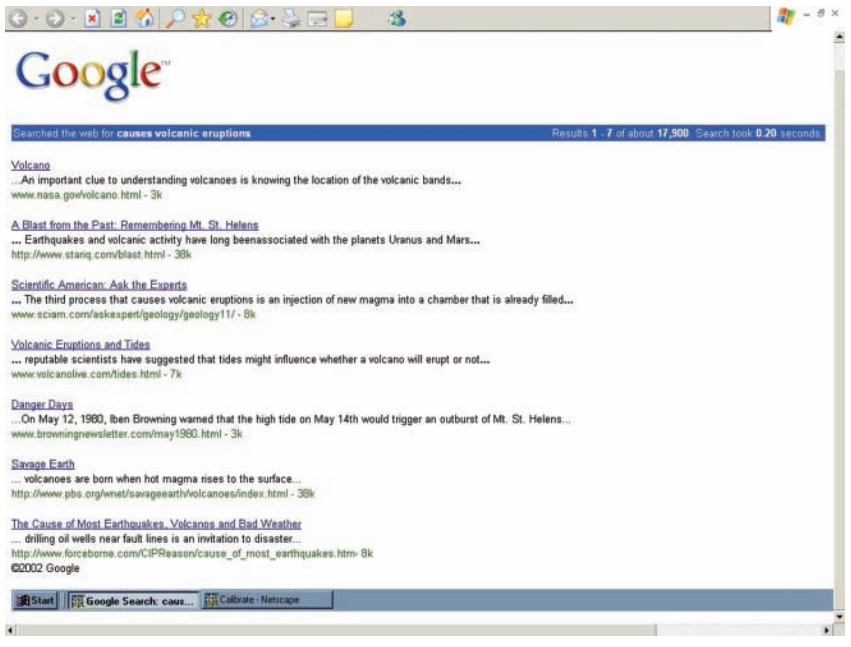 Google™
Searched the web for causes volcanic eruptions Results 1 - 7 of about 17,900 Search took 0.20 seconds.
Volcano
...An important clue to understanding volcanoes is knowing the location of the volcanic bands...
www.nasa.gov/volcano.html - 3k
A Blast from the Past: Remembering Mt. St. Helens
... Earthquakes and volcanic activity have long beenassociated with the planets Uranus and Mars...
http://www.stariq.com/blast.html - 38k
Scientific American: Ask the Experts
... The third process that causes volcanic eruptions is an injection of new magma into a chamber that is already filled...
www.sciam.com/askexpert/geology/geology11/ - 8k
Volcanic Eruptions and Tides
... reputable scientists have suggested that tides might influence whether a volcano will erupt or not...
www.volcanolive.com/tides.html - 7k
Danger Days
...On May 12, 1980, Iben Browning warned that the high tide on May 14th would trigger an outburst of Mt. St. Helens...
www.browningnewsletter.com/may1980.html - 3k
Savage Earth
... volcanoes are born when hot magma rises to the surface...
http://www.pbs.org/wnet/savageearth/volcanoes/index.html - 38k
The Cause of Most Earthquakes, Volcanos and Bad Weather
... drilling oil wells near fault lines is an invitation to disaster...
http://www.forceborne.com/CIPReason/cause_of_most_earthquakes.htm- 8k
©2002 Google
Start Google Search: caus... Calibrate - Netscape